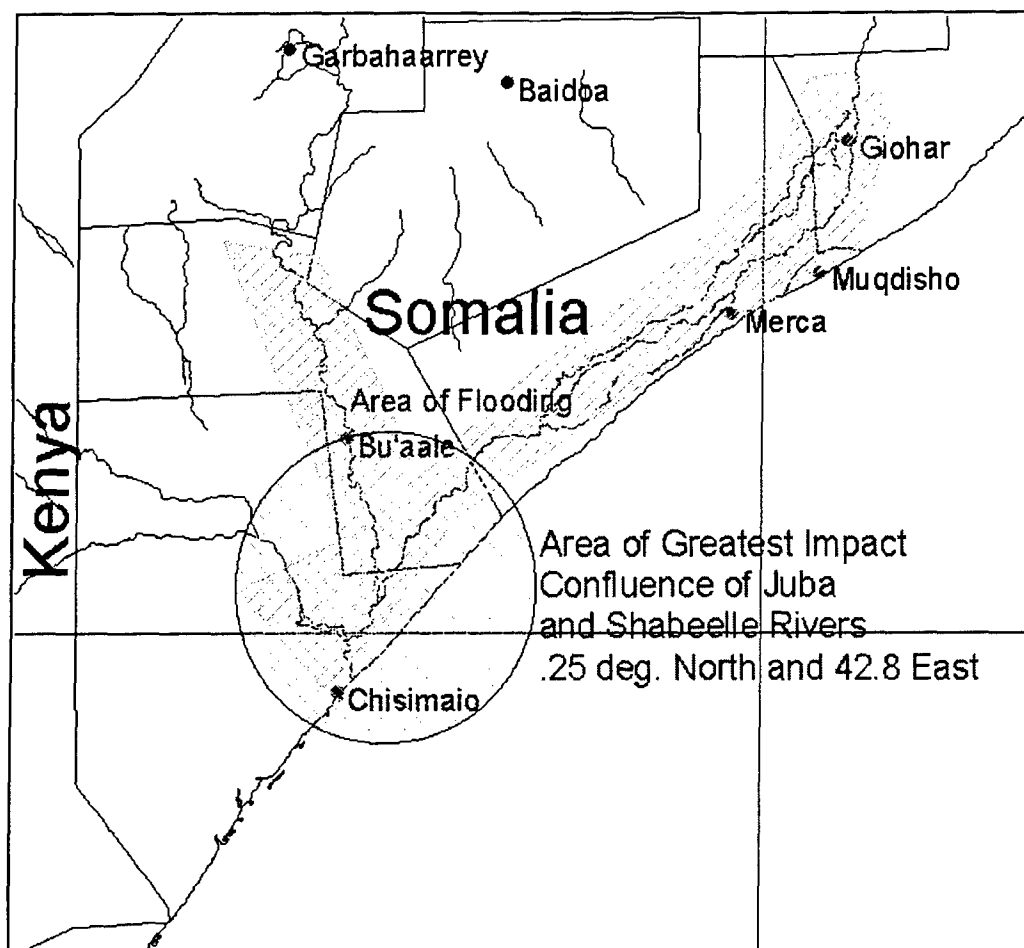 Garbahaarrey
Baidoa
Giohar
Muqdisho
Somalia
Merca
Area of Flooding
Bu'aale
Kenya
Area of Greatest Impact
Confluence of Juba
and Shabeelle Rivers
.25 deg. North and 42.8 East
Chisimaio